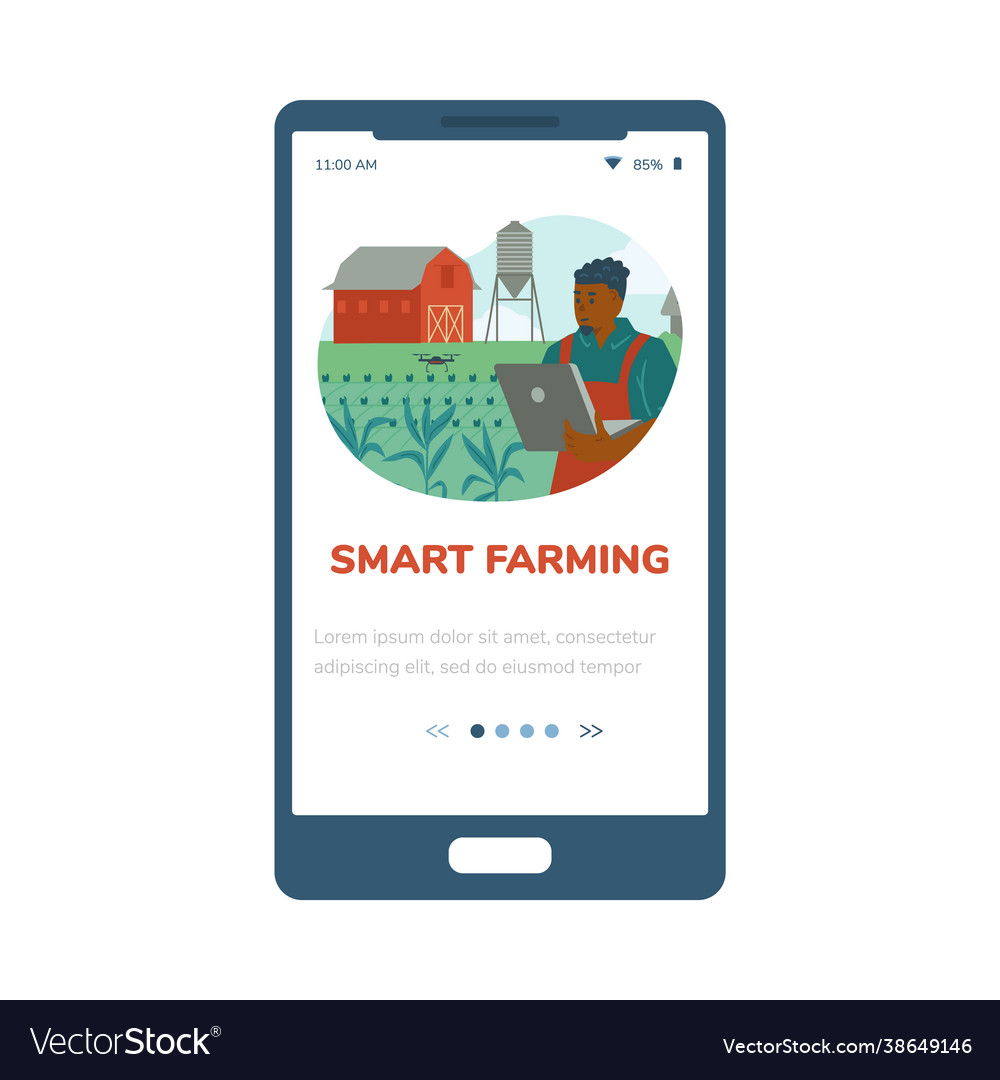 11:00 AM 85%
SMART FARMING
Lorem ipsum dolor sit amet, consectetur
adipiscing elit, sed do eiusmod tempor
<< >>
VectorStock® VectorStock.com/38649146